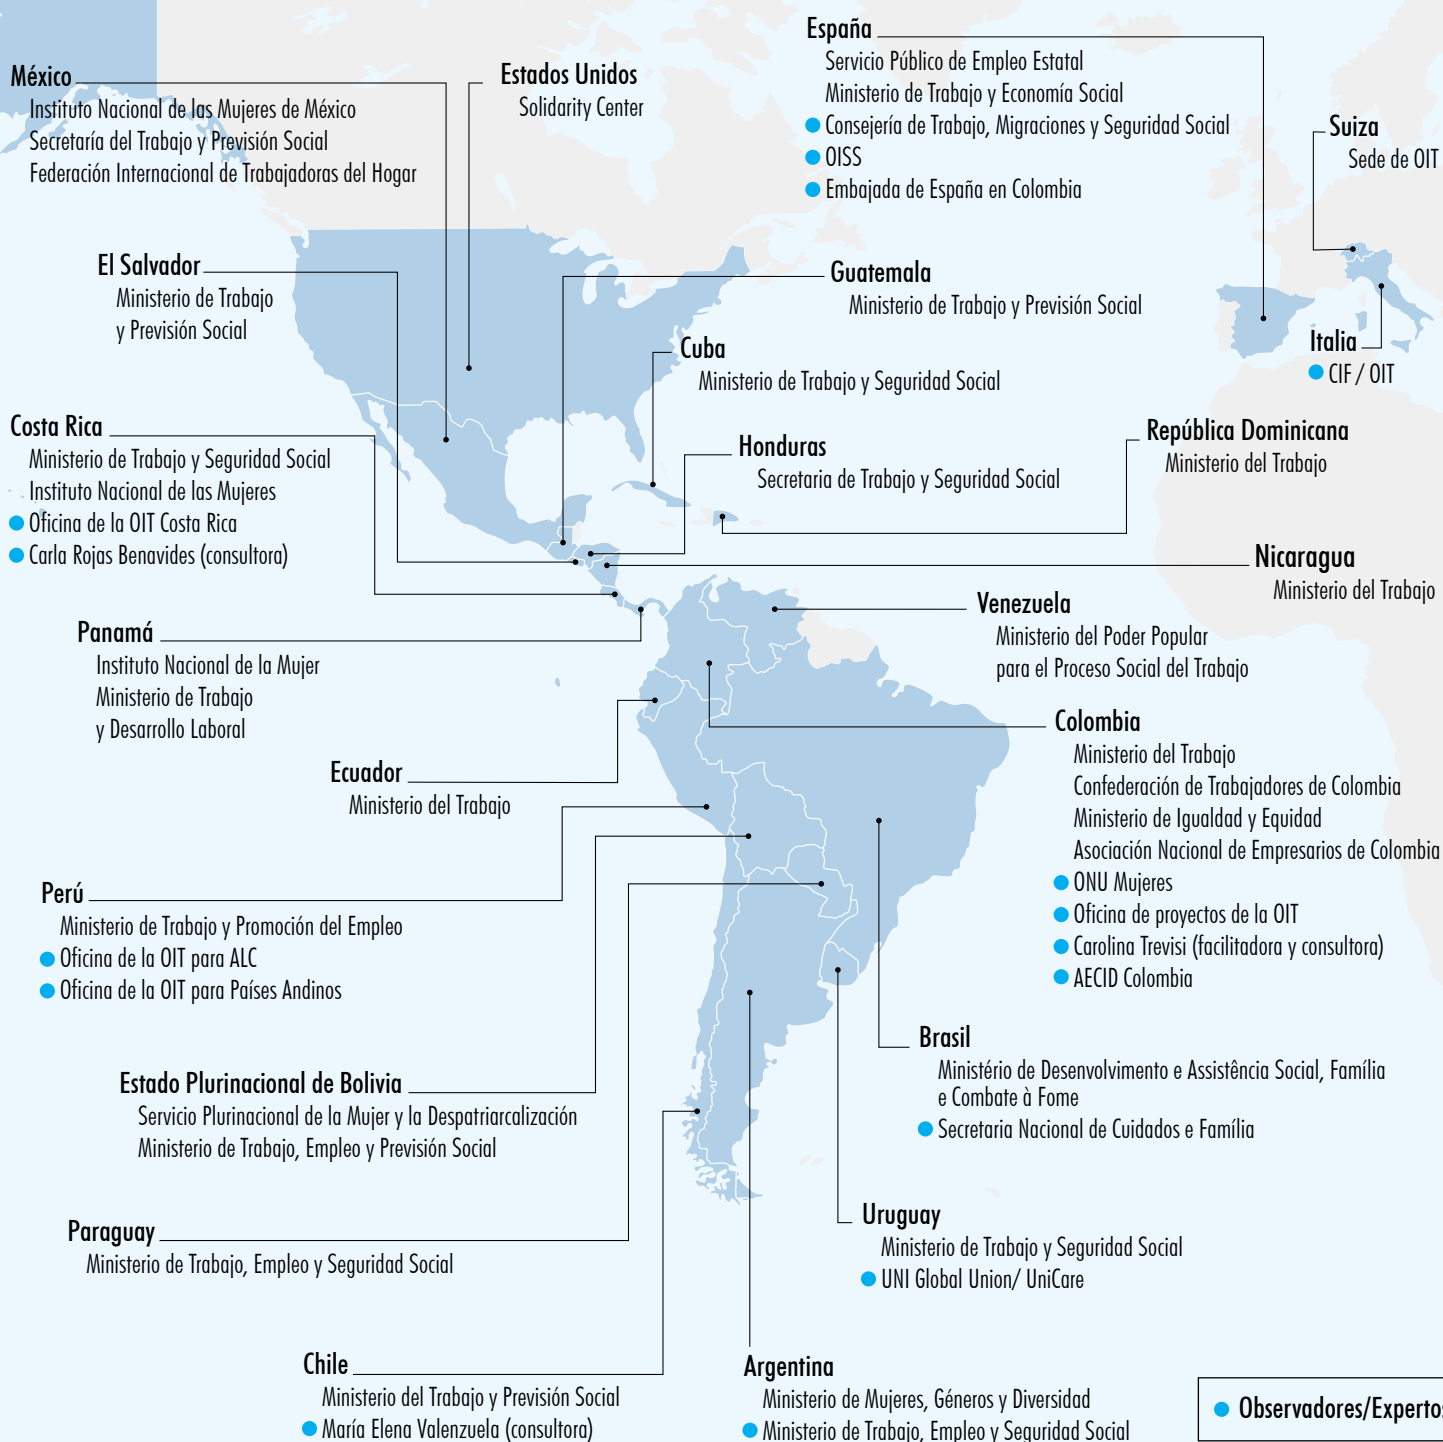 México
Instituto Nacional de las Mujeres de México
Secretaría del Trabajo y Previsión Social
Federación Internacional de Trabajadoras del Hogar
Estados Unidos
Solidarity Center
España
Servicio Público de Empleo Estatal
Ministerio de Trabajo y Economía Social
Consejería de Trabajo, Migraciones y Seguridad Social
OISS
Embajada de España en Colombia
Suiza
Sede de OIT
El Salvador
Ministerio de Trabajo
y Previsión Social
Guatemala
Ministerio de Trabajo y Previsión Social
Cuba
Ministerio de Trabajo y Seguridad Social
Italia
CIF / OIT
Costa Rica
Ministerio de Trabajo y Seguridad Social
Instituto Nacional de las Mujeres
Oficina de la OIT Costa Rica
Carla Rojas Benavides (consultora)
Honduras
Secretaria de Trabajo y Seguridad Social
República Dominicana
Ministerio del Trabajo
Nicaragua
Ministerio del Trabajo
Panamá
Instituto Nacional de la Mujer
Ministerio de Trabajo
y Desarrollo Laboral
Venezuela
Ministerio del Poder Popular
para el Proceso Social del Trabajo
Ecuador
Ministerio del Trabajo
Colombia
Ministerio del Trabajo
Confederación de Trabajadores de Colombia
Ministerio de Igualdad y Equidad
Asociación Nacional de Empresarios de Colombia
ONU Mujeres
Oficina de proyectos de la OIT
Carolina Trevisi (facilitadora y consultora)
AECID Colombia
Perú
Ministerio de Trabajo y Promoción del Empleo
Oficina de la OIT para ALC
Oficina de la OIT para Países Andinos
Brasil
Ministério de Desenvolvimento e Assistência Social, Família
e Combate à Fome
Secretaria Nacional de Cuidados e Família
Estado Plurinacional de Bolivia
Servicio Plurinacional de la Mujer y la Despatriarcalización
Ministerio de Trabajo, Empleo y Previsión Social
Paraguay
Ministerio de Trabajo, Empleo y Seguridad Social
Uruguay
Ministerio de Trabajo y Seguridad Social
UNI Global Union/ UniCare
Chile
Ministerio del Trabajo y Previsión Social
María Elena Valenzuela (consultora)
Argentina
Ministerio de Mujeres, Géneros y Diversidad
Ministerio de Trabajo, Empleo y Seguridad Social
Observadores/Expertos